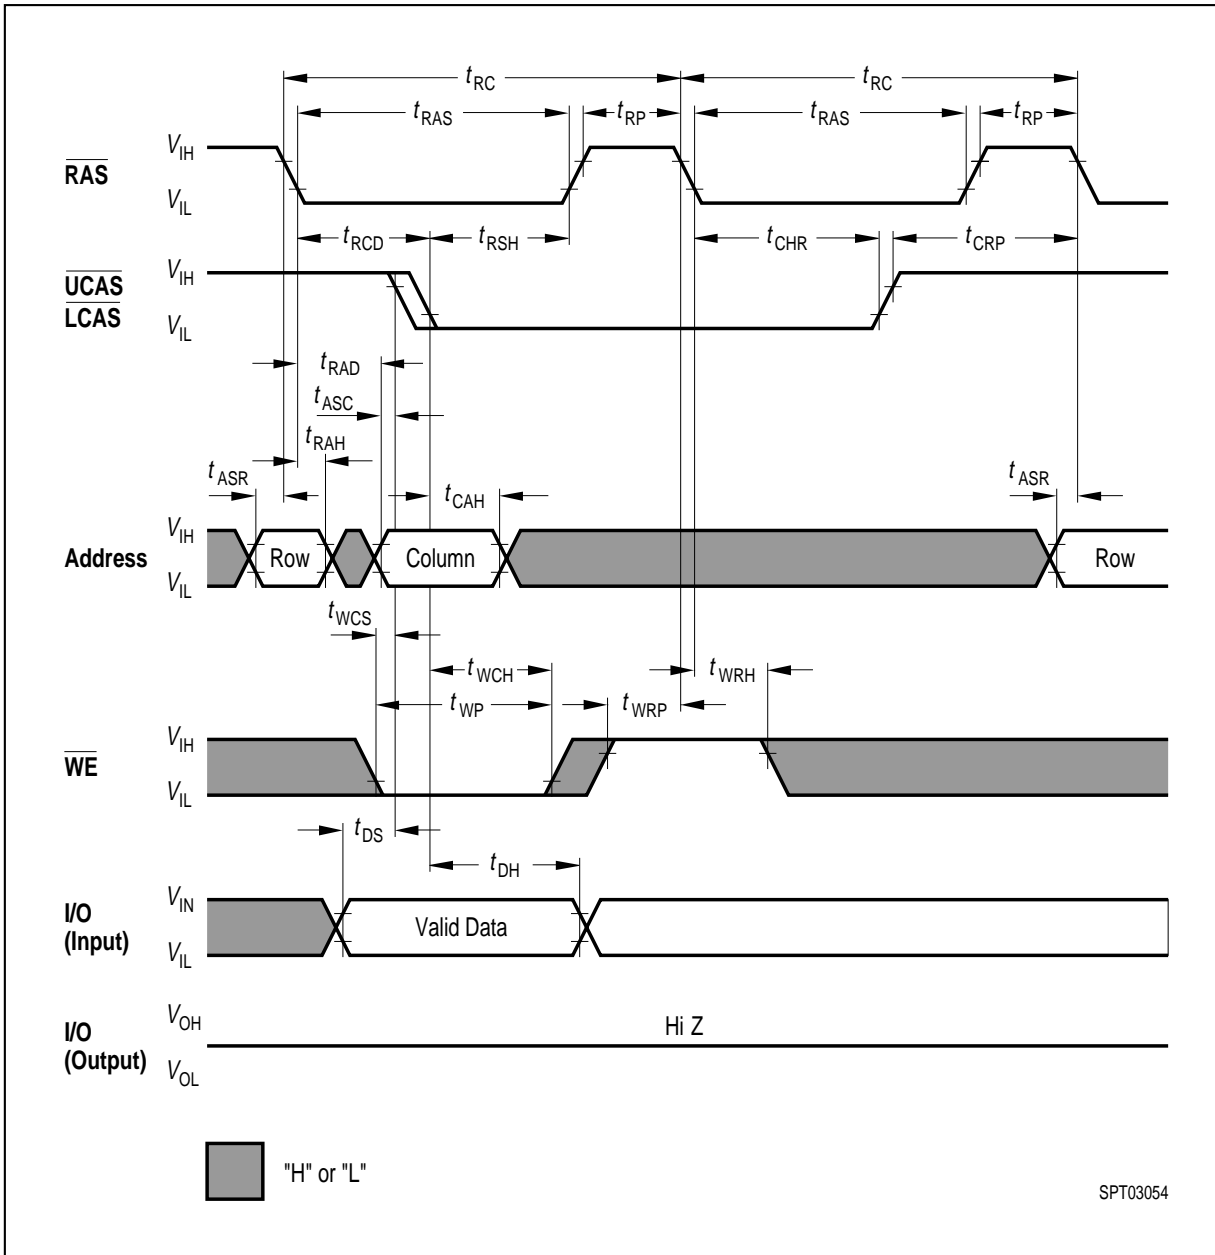 tRC tRC
tRAS tRP tRAS tRP
RAS VIH
VIL
tRCD tRSH tCHR tCRP
UCAS VIH
LCAS VIL
tRAD
tASC
tRAH
tASR tCAH tASR
VIH
Address Row Column Row
VIL
tWCS
tWCH tWRH
tWP tWRP
WE VIH
VIL
tDS
tDH
I/O VIN
(Input) Valid Data
VIL
I/O VOH Hi Z
(Output) VOL
"H" or "L"
SPT03054